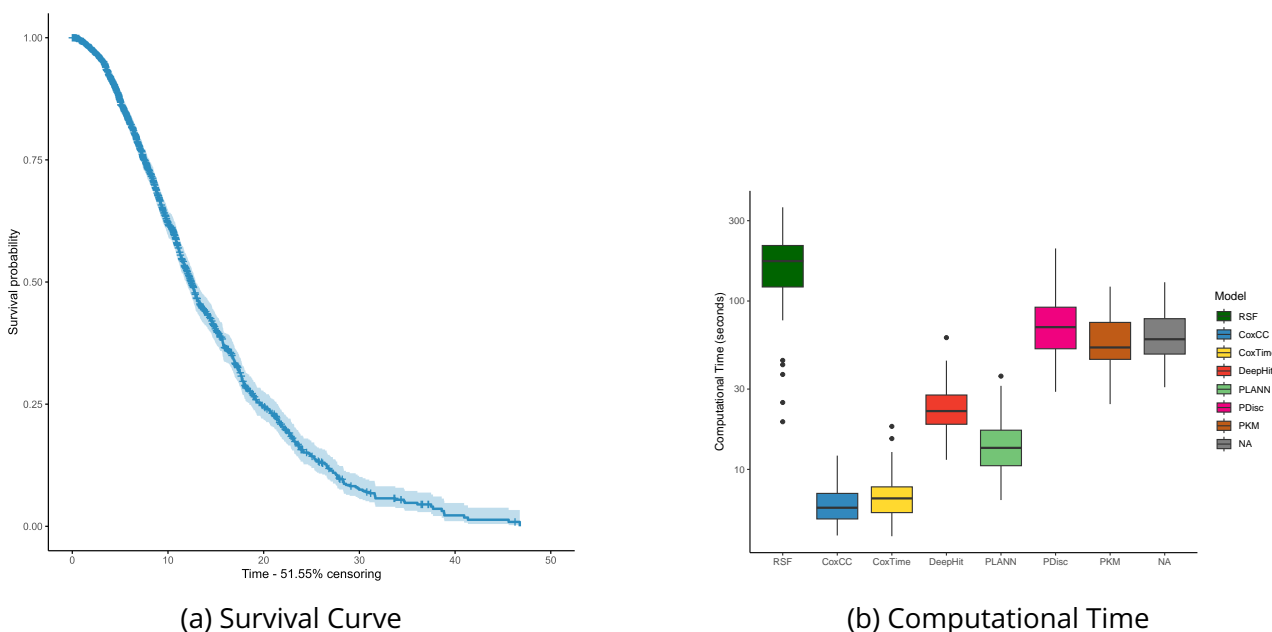 1.00
0.75
0.50
0.25
0.00
Survival probability
0 10 20 30 40 50
Time - 51.55% censoring
(a) Survival Curve
300
100
30
10
Computational Time (seconds)
RSF CoxCC CoxTime DeepHit PLANN PDisc PKM NA
Model
RSF
CoxCC
CoxTime
DeepHit
PLANN
PDisc
PKM
NA
(b) Computational Time